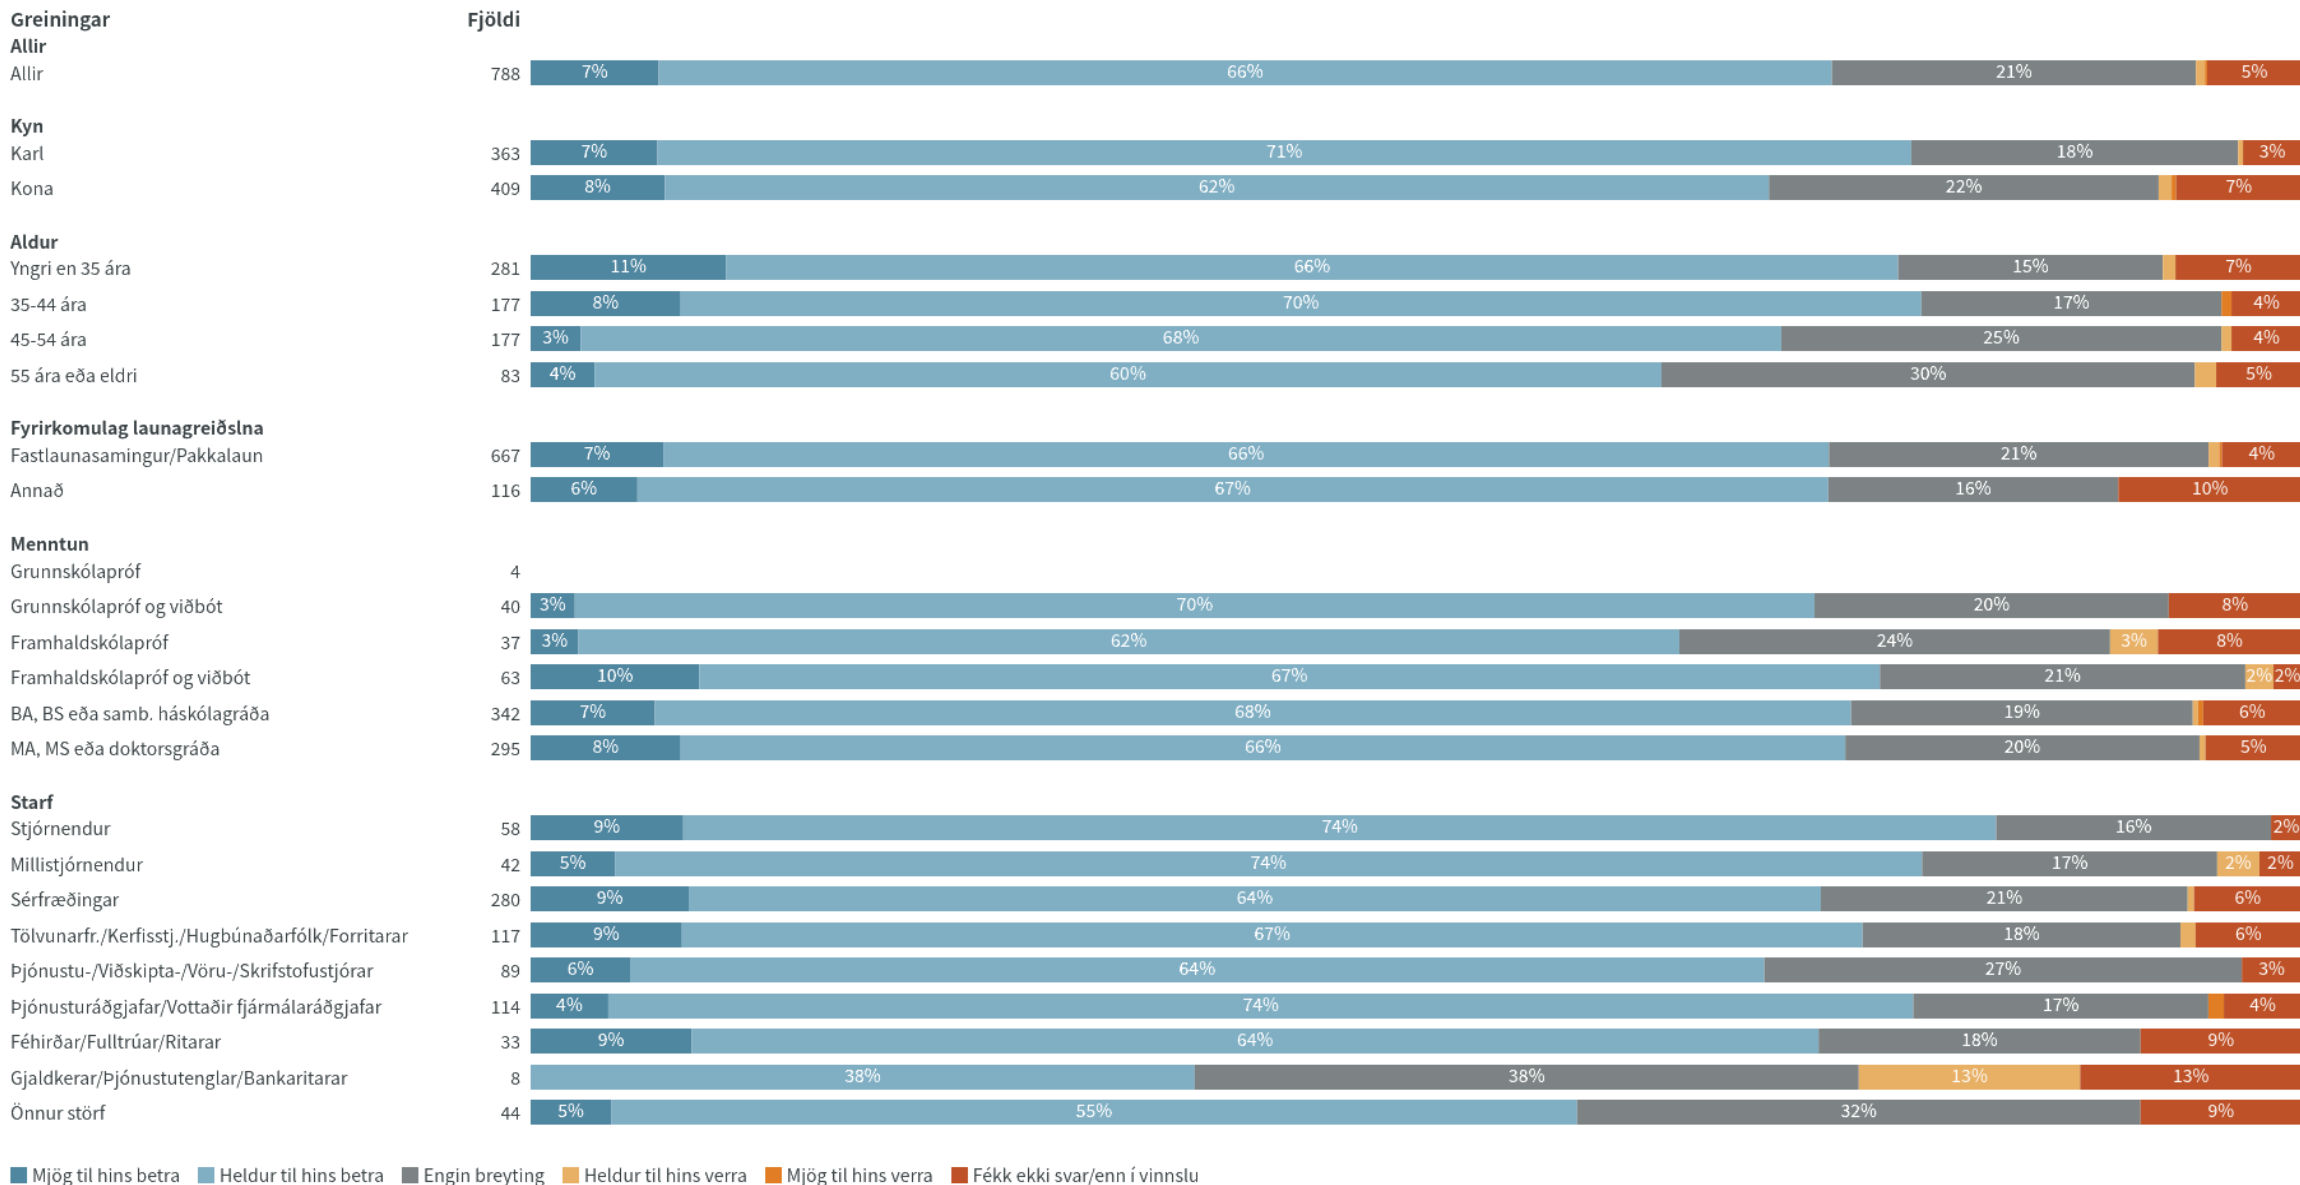 Greiningar Fjöldi
Allir
Allir 788 7% 66% 21% 5%
Kyn
Karl 363 7% 71% 18% 3%
Kona 409 8% 62% 22% 7%
Aldur
Yngri en 35 ára 281 11% 66% 15% 7%
35-44 ára 177 8% 70% 17% 4%
45-54 ára 177 3% 68% 25% 4%
55 ára eða eldri 83 4% 60% 30% 5%
Fyrirkomulag launagreiðslna
Fastlaunasamingur/Pakkalaun 667 7% 66% 21% 4%
Annað 116 6% 67% 16% 10%
Menntun
Grunnskólapróf 4
Grunnskólapróf og viðbót 40 3% 70% 20% 8%
Framhaldskólapróf 37 3% 62% 24% 3% 8%
Framhaldskólapróf og viðbót 63 10% 67% 21% 2% 2%
BA, BS eða samb. háskólagráða 342 7% 68% 19% 6%
MA, MS eða doktorsgráða 295 8% 66% 20% 5%
Starf
Stjórnendur 58 9% 74% 16% 2%
Millistjórnendur 42 5% 74% 17% 2% 2%
Sérfræðingar 280 9% 64% 21% 6%
Tölvunarfr./Kerfisstj./Hugbúnaðarfólk/Forritarar 117 9% 67% 18% 6%
Þjónustu-/Viðskipta-/Vöru-/Skrifstofustjórar 89 6% 64% 27% 3%
Þjónusturáðgjafar/Vottaðir fjármálaráðgjafar 114 4% 74% 17% 4%
Féhirðar/Fulltrúar/Ritarar 33 9% 64% 18% 9%
Gjaldkerar/Þjónustutenglar/Bankaritarar 8 38% 38% 13% 13%
Önnur störf 44 5% 55% 32% 9%
Mjög til hins betra Heldur til hins betra Engin breyting Heldur til hins verra Mjög til hins verra Fékk ekki svar/enn í vinnslu